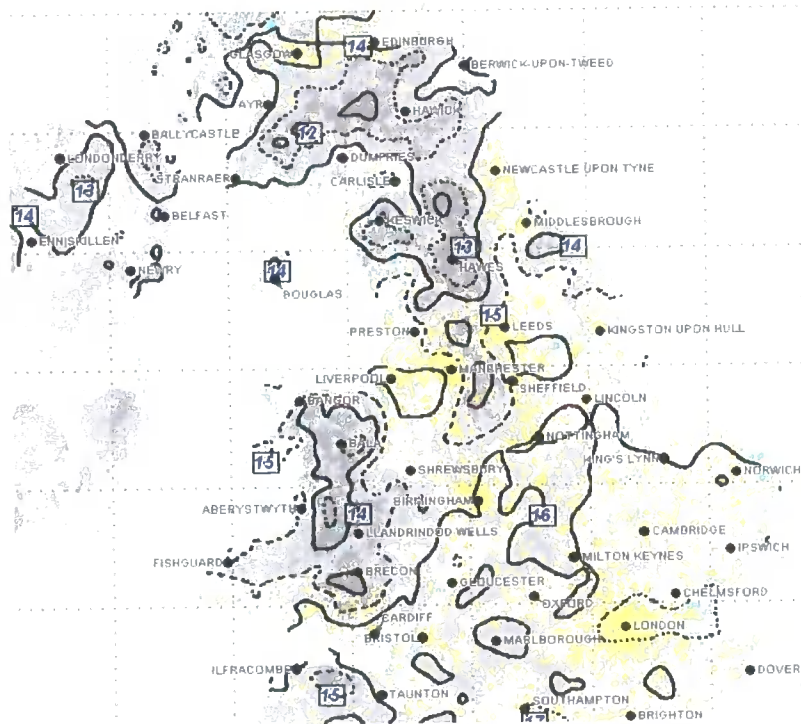 14
EDINBURGH
GLASGOW
BERWICK-UPON-TWEED
AYR
HAWICK
12
BALLYCASTLE
LONDONDERRY
DUMFRIES
NEWCASTLE UPON TYNE
STRANRAER
CARLISLE
13
14
BELFAST
KESWICK
MIDDLESBROUGH
ENNISKILLEN
13
14
HAWES
NEWRY
14
DOUGLAS
15
PRESTON
LEEDS
KINGSTON UPON HULL
MANCHESTER
LIVERPOOL
SHEFFIELD
BANGOR
LINCOLN
BALA
NOTTINGHAM
15
SHREWSBURY
KING'S LYNN
NORWICH
BIRMINGHAM
ABERYSTWYTH
14
16
LLANDRINDOD WELLS
CAMBRIDGE
IPSWICH
FISHGUARD
MILTON KEYNES
BRECON
GLOUCESTER
CHELMSFORD
OXFORD
CARDIFF
LONDON
BRISTOL
MARLBOROUGH
ILFRACOMBE
DOVER
15
TAUNTON
SOUTHAMPTON
17
BRIGHTON